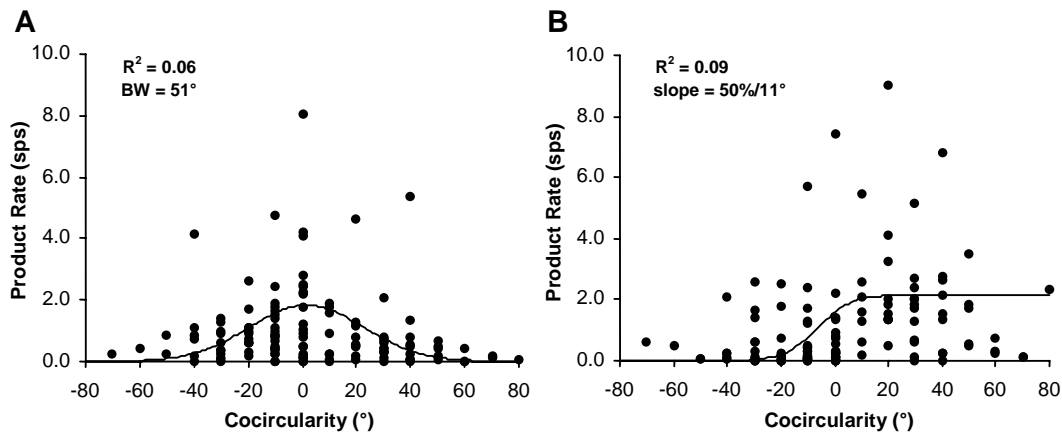 A
R² = 0.06
BW = 51°
Product Rate (sps)
10.0
8.0
6.0
4.0
2.0
0.0
-80 -60 -40 -20 0 20 40 60 80
Cocircularity (°)
B
R² = 0.09
slope = 50%/11°
Product Rate (sps)
10.0
8.0
6.0
4.0
2.0
0.0
-80 -60 -40 -20 0 20 40 60 80
Cocircularity (°)